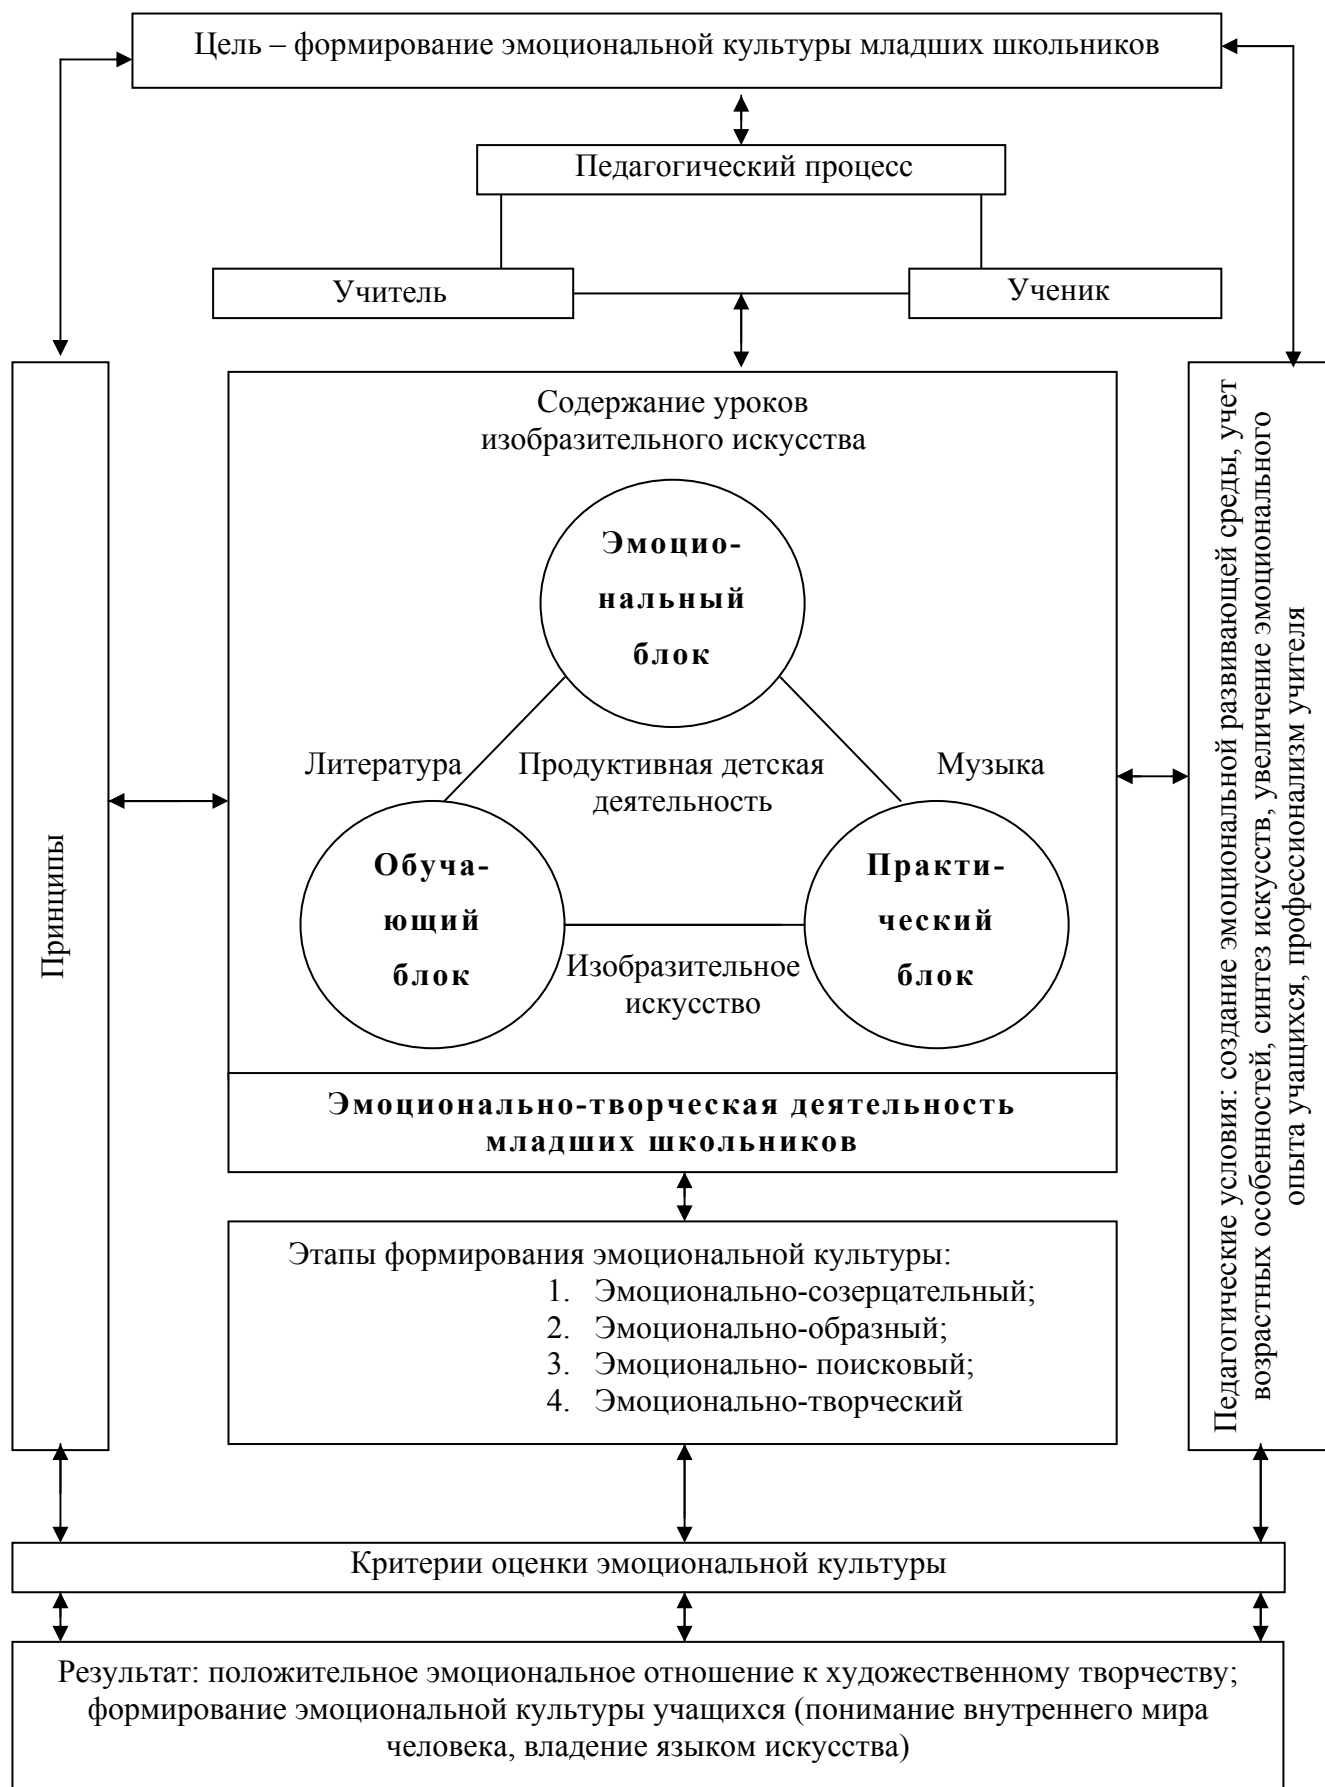 Цель – формирование эмоциональной культуры младших школьников
Педагогический процесс
Учитель
Ученик
Содержание уроков
изобразительного искусства
Эмоцио-
нальный
блок
Литература
Продуктивная детская
деятельность
Музыка
Обуча-
ющий
блок
Практи-
ческий
блок
Изобразительное
искусство
Эмоционально-творческая деятельность
младших школьников
Принципы
Педагогические условия: создание эмоциональной развивающей среды, учет
возрастных особенностей, синтез искусств, увеличение эмоционального
опыта учащихся, профессионализм учителя
Этапы формирования эмоциональной культуры:
1. Эмоционально-созерцательный;
2. Эмоционально-образный;
3. Эмоционально- поисковый;
4. Эмоционально-творческий
Критерии оценки эмоциональной культуры
Результат: положительное эмоциональное отношение к художественному творчеству;
формирование эмоциональной культуры учащихся (понимание внутреннего мира
человека, владение языком искусства)